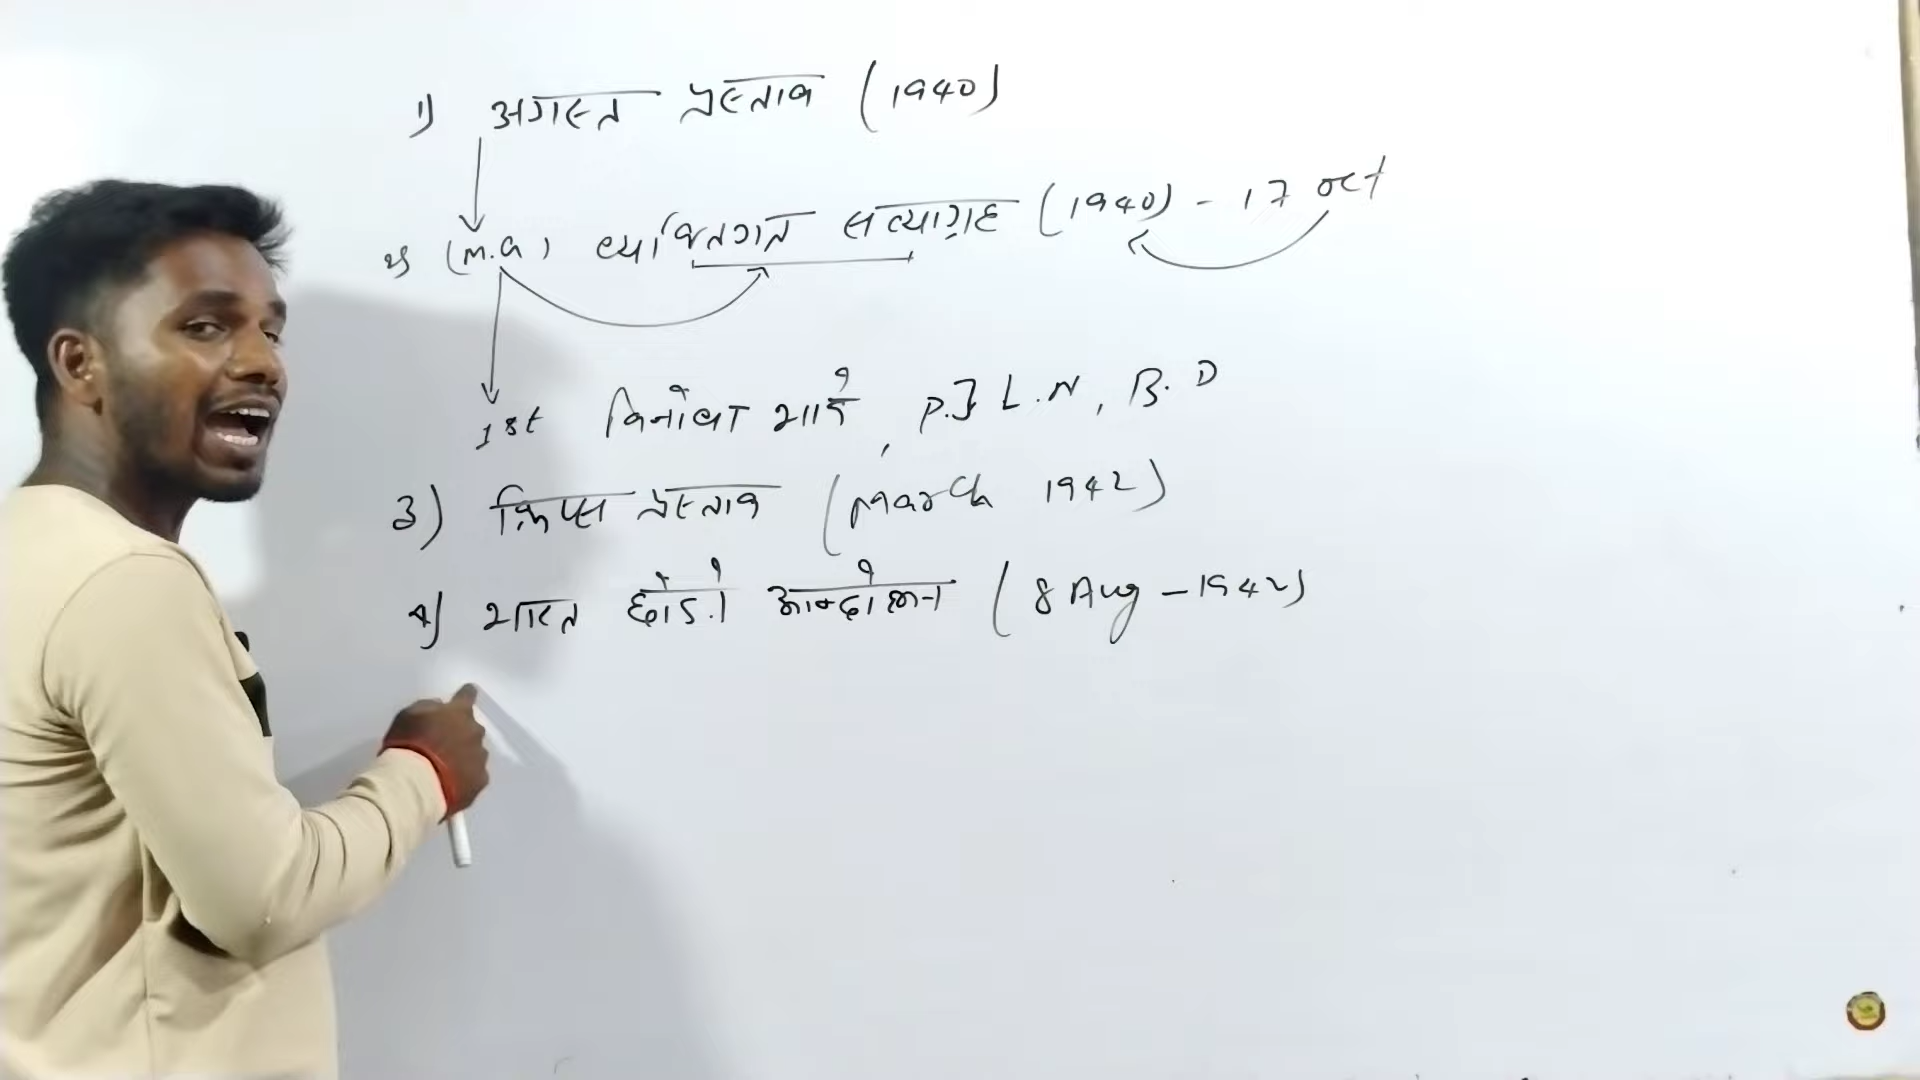 1) अगस्त प्रस्ताव (1940)
2) (M.G) व्यक्तिगत सत्याग्रह (1940) - 17 oct
1st विनोबा भावे, P.J L.N, B.D
3) क्रिप्स प्रस्ताव (March 1942)
4) भारत छोड़ो आन्दोलन (8 Aug - 1942)